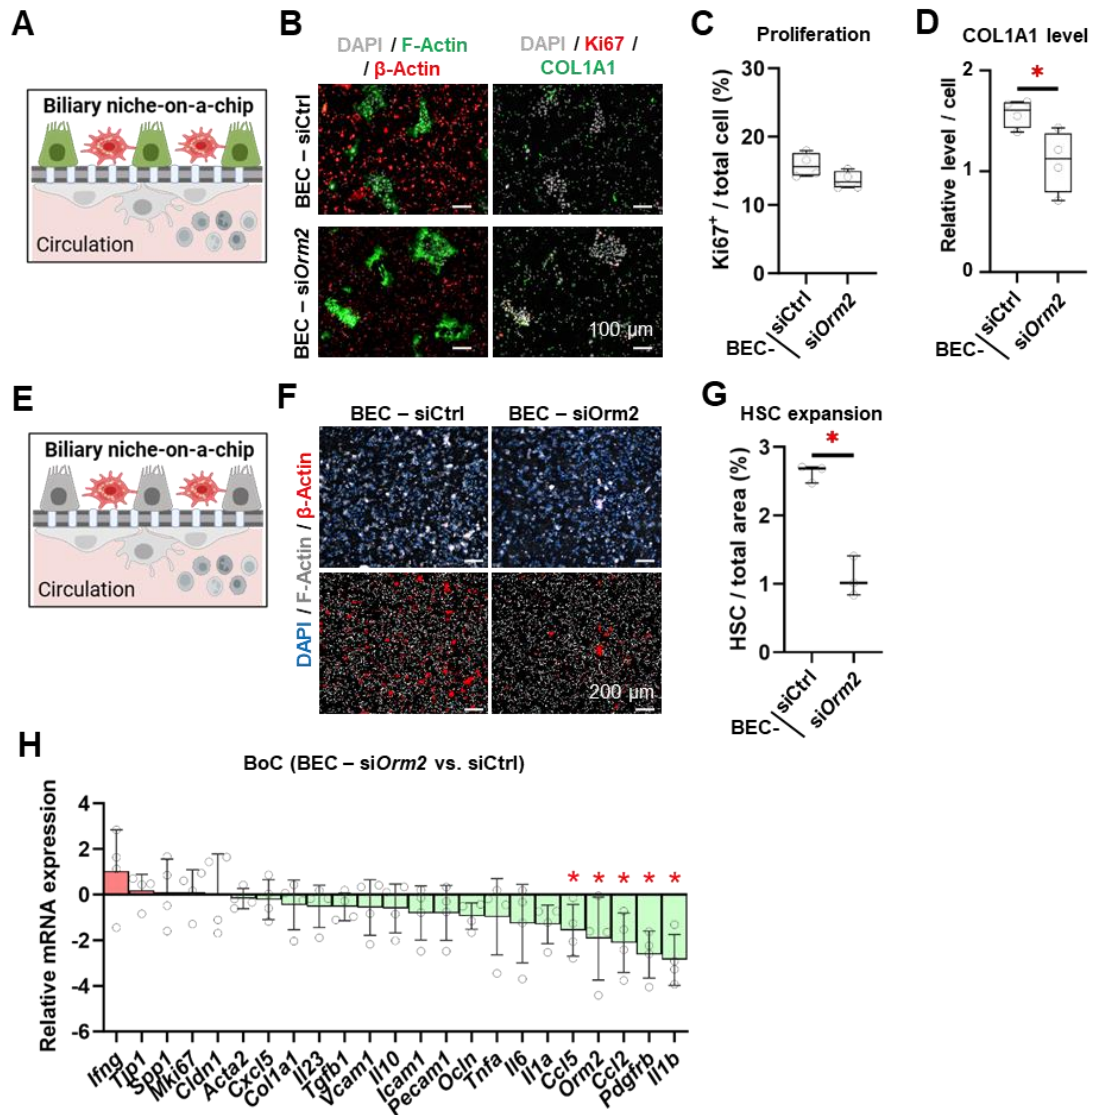 A
Biliary niche-on-a-chip
Circulation
B
DAPI / F-Actin
/ β-Actin
DAPI / Ki67 /
COL1A1
BEC – siCtrl
BEC – siOrm2
100 µm
C
Proliferation
Ki67+ / total cell (%)
30
20
10
0
BEC-
siCtrl
siOrm2
D
COL1A1 level
Relative level / cell
2
1
0
*
BEC-
siCtrl
siOrm2
E
Biliary niche-on-a-chip
Circulation
F
BEC – siCtrl
BEC – siOrm2
DAPI / F-Actin / β-Actin
200 µm
G
HSC expansion
HSC / total area (%)
3
2
1
0
*
BEC-
siCtrl
siOrm2
H
BoC (BEC – siOrm2 vs. siCtrl)
Relative mRNA expression
4
2
0
-2
-4
-6
* * * * *
Ifng
Tjp1
Spp1
Mki67
Cldn1
Acta2
Cxcl5
Col1a1
Il23
Tgfb1
Vcam1
Il10
Icam1
Pecam1
Ocln
Tnfa
Il6
Il1a
Ccl5
Orm2
Ccl2
Pdgfrb
Il1b